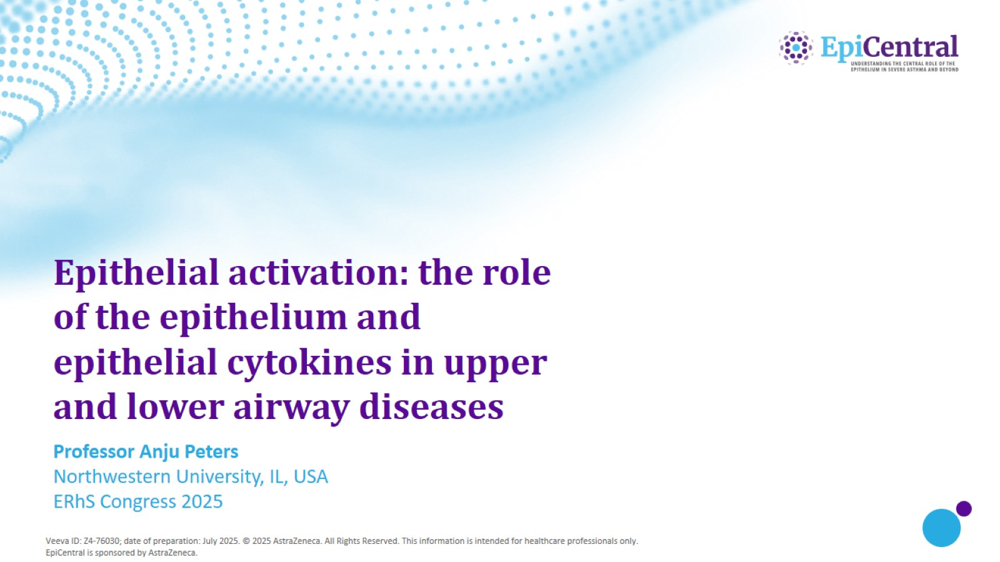 EpiCentral
UNDERSTANDING THE CENTRAL ROLE OF THE
EPITHELIUM IN SEVERE ASTHMA AND BEYOND
Epithelial activation: the role
of the epithelium and
epithelial cytokines in upper
and lower airway diseases
Professor Anju Peters
Northwestern University, IL, USA
ERhS Congress 2025
Veeva ID: Z4-76030; date of preparation: July 2025. © 2025 AstraZeneca. All Rights Reserved. This information is intended for healthcare professionals only.
EpiCentral is sponsored by AstraZeneca.